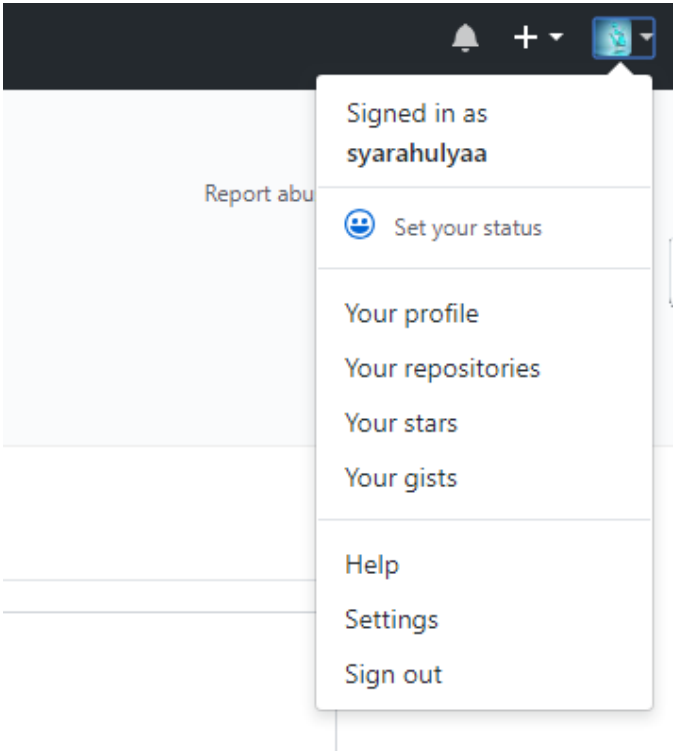 Signed in as
syarahulyaa
Report abu
Set your status
Your profile
Your repositories
Your stars
Your gists
Help
Settings
Sign out